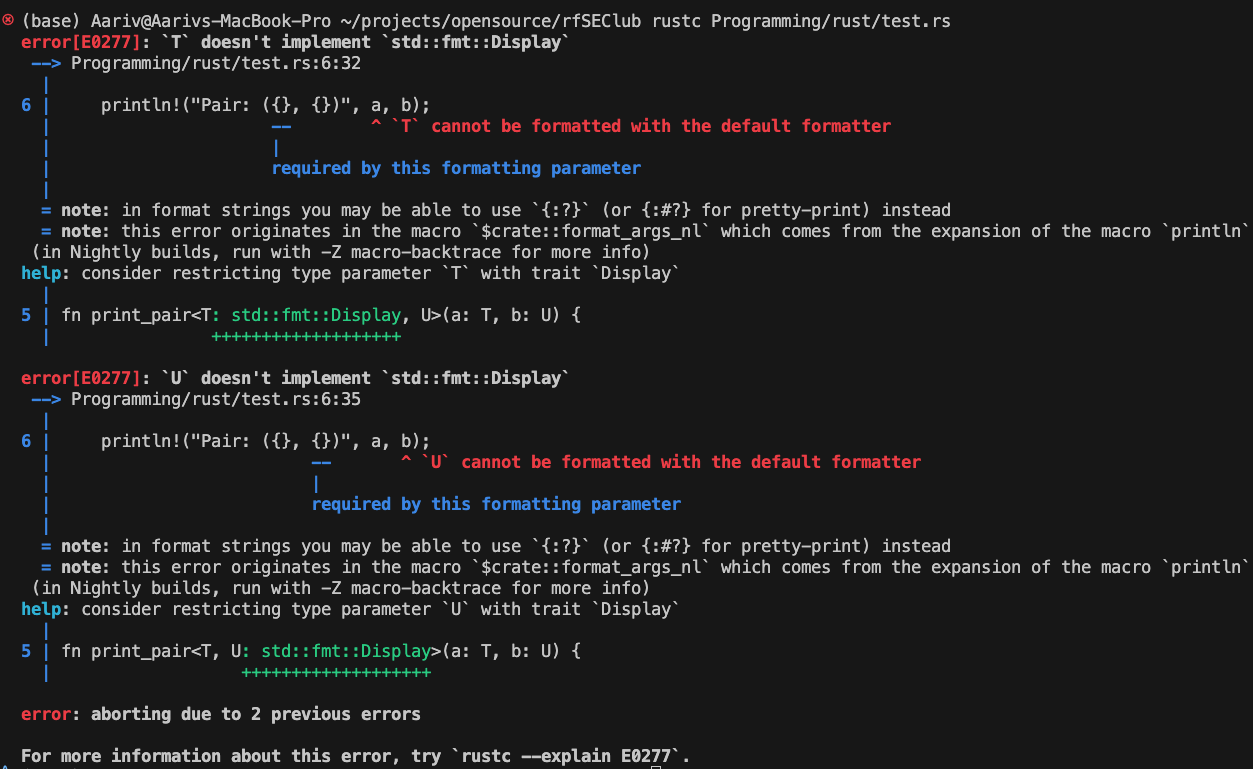 (base) Aariv@Aarivs-MacBook-Pro ~/projects/opensource/rfSEClub rustc Programming/rust/test.rs
error[E0277]: `T` doesn't implement `std::fmt::Display`
 --> Programming/rust/test.rs:6:32
  |
6 |     println!("Pair: ({}, {})", a, b);
  |                      --        ^ `T` cannot be formatted with the default formatter
  |                      |
  |                      required by this formatting parameter
  |
  = note: in format strings you may be able to use `{:?}` (or {:#?} for pretty-print) instead
  = note: this error originates in the macro `$crate::format_args_nl` which comes from the expansion of the macro `println`
 (in Nightly builds, run with -Z macro-backtrace for more info)
help: consider restricting type parameter `T` with trait `Display`
  |
5 | fn print_pair<T: std::fmt::Display, U>(a: T, b: U) {
  |                +++++++++++++++++++
error[E0277]: `U` doesn't implement `std::fmt::Display`
 --> Programming/rust/test.rs:6:35
  |
6 |     println!("Pair: ({}, {})", a, b);
  |                          --       ^ `U` cannot be formatted with the default formatter
  |                          |
  |                          required by this formatting parameter
  |
  = note: in format strings you may be able to use `{:?}` (or {:#?} for pretty-print) instead
  = note: this error originates in the macro `$crate::format_args_nl` which comes from the expansion of the macro `println`
 (in Nightly builds, run with -Z macro-backtrace for more info)
help: consider restricting type parameter `U` with trait `Display`
  |
5 | fn print_pair<T, U: std::fmt::Display>(a: T, b: U) {
  |                   +++++++++++++++++++
error: aborting due to 2 previous errors
For more information about this error, try `rustc --explain E0277`.